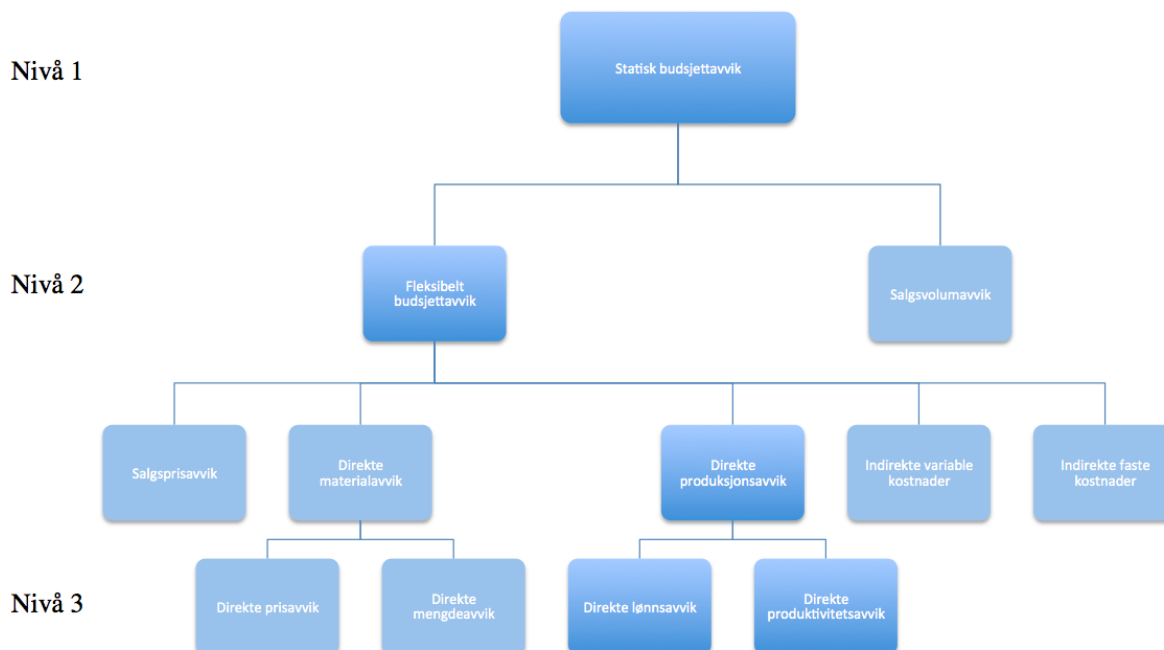 Nivå 1
Statisk budsjettavvik
Nivå 2
Fleksibelt
budsjettavvik
Salgsvolumavvik
Salgsprisavvik
Direkte
materialavvik
Direkte
produksjonsavvik
Indirekte variable
kostnader
Indirekte faste
kostnader
Nivå 3
Direkte prisavvik
Direkte
mengdeavvik
Direkte lønnsavvik
Direkte
produktivitetsavvik